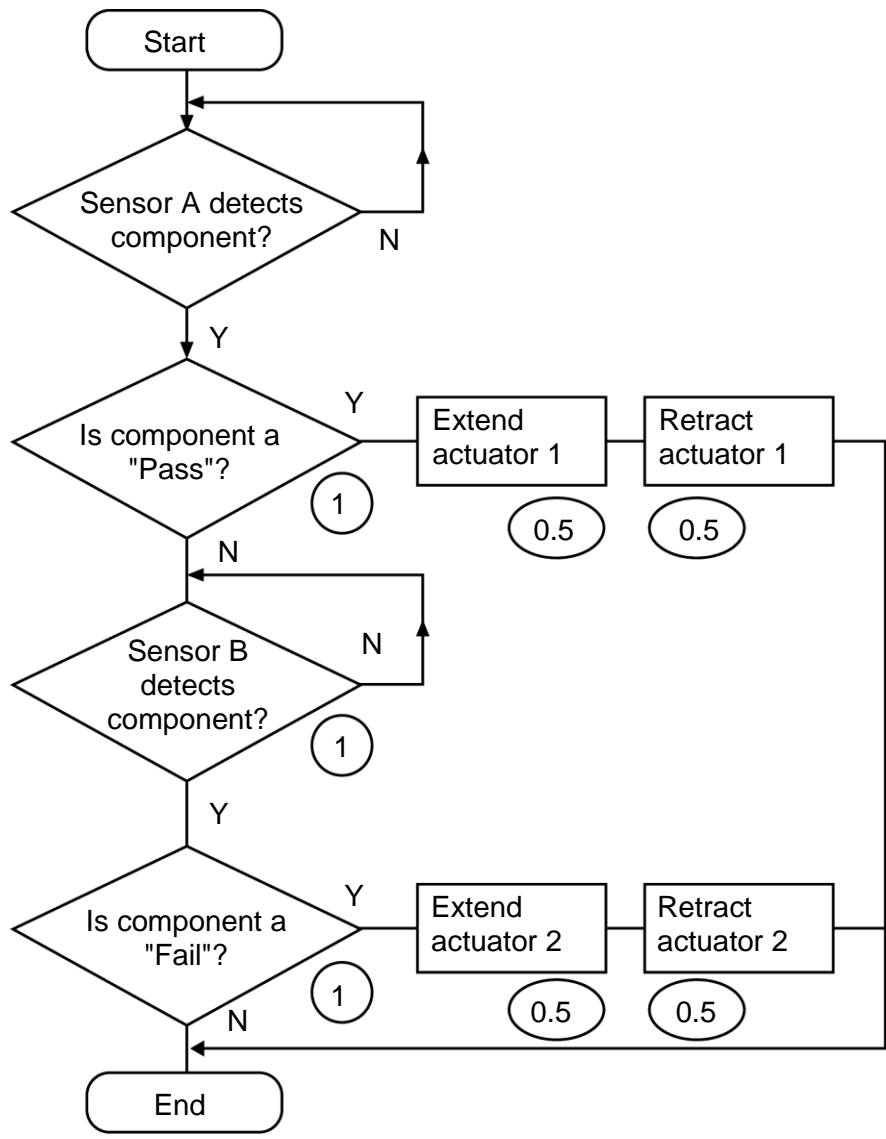 Start
Sensor A detects
component?
N
Y
Is component a
"Pass"?
Y
1
Extend
actuator 1
0.5
Retract
actuator 1
0.5
N
Sensor B
detects
component?
N
1
Y
Is component a
"Fail"?
Y
1
Extend
actuator 2
0.5
Retract
actuator 2
0.5
N
End